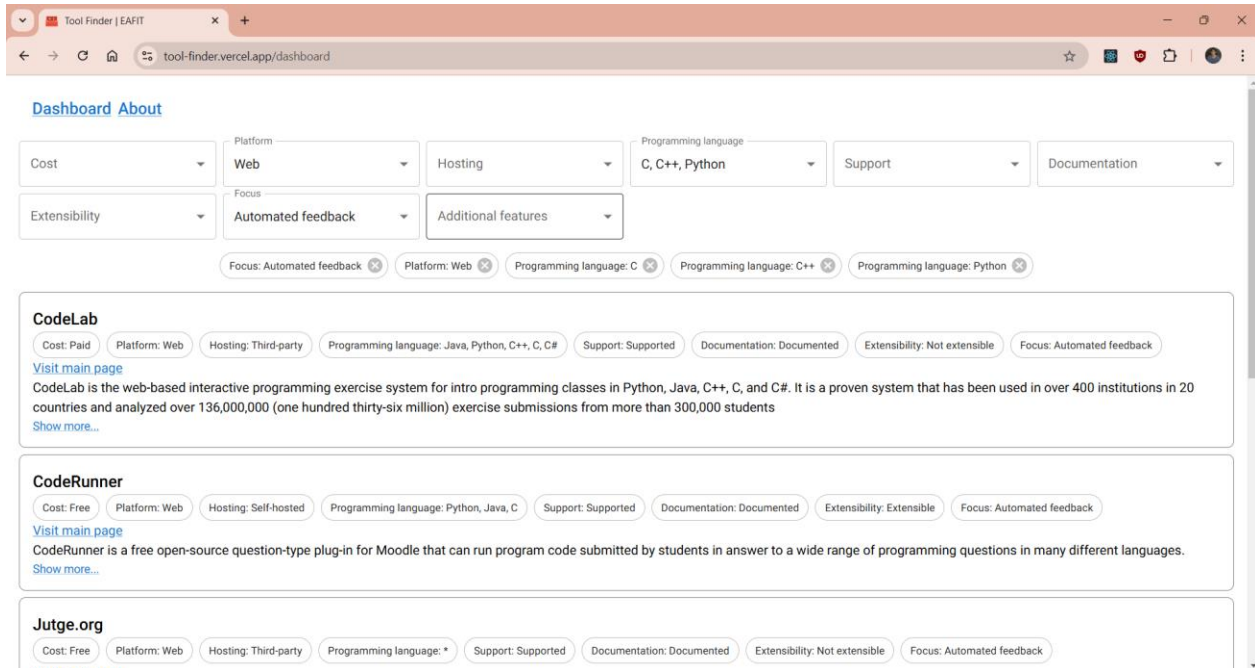 Tool Finder | EAFIT
tool-finder.vercel.app/dashboard
Dashboard About
Platform Programming language
Cost Web Hosting C, C++, Python Support Documentation
Focus
Extensibility Automated feedback Additional features
Focus: Automated feedback Platform: Web Programming language: C Programming language: C++ Programming language: Python
CodeLab
Cost: Paid Platform: Web Hosting: Third-party Programming language: Java, Python, C++, C, C# Support: Supported Documentation: Documented Extensibility: Not extensible Focus: Automated feedback
Visit main page
CodeLab is the web-based interactive programming exercise system for intro programming classes in Python, Java, C++, C, and C#. It is a proven system that has been used in over 400 institutions in 20
countries and analyzed over 136,000,000 (one hundred thirty-six million) exercise submissions from more than 300,000 students
Show more...
CodeRunner
Cost: Free Platform: Web Hosting: Self-hosted Programming language: Python, Java, C Support: Supported Documentation: Documented Extensibility: Extensible Focus: Automated feedback
Visit main page
CodeRunner is a free open-source question-type plug-in for Moodle that can run program code submitted by students in answer to a wide range of programming questions in many different languages.
Show more...
Jutge.org
Cost: Free Platform: Web Hosting: Third-party Programming language: * Support: Supported Documentation: Documented Extensibility: Not extensible Focus: Automated feedback